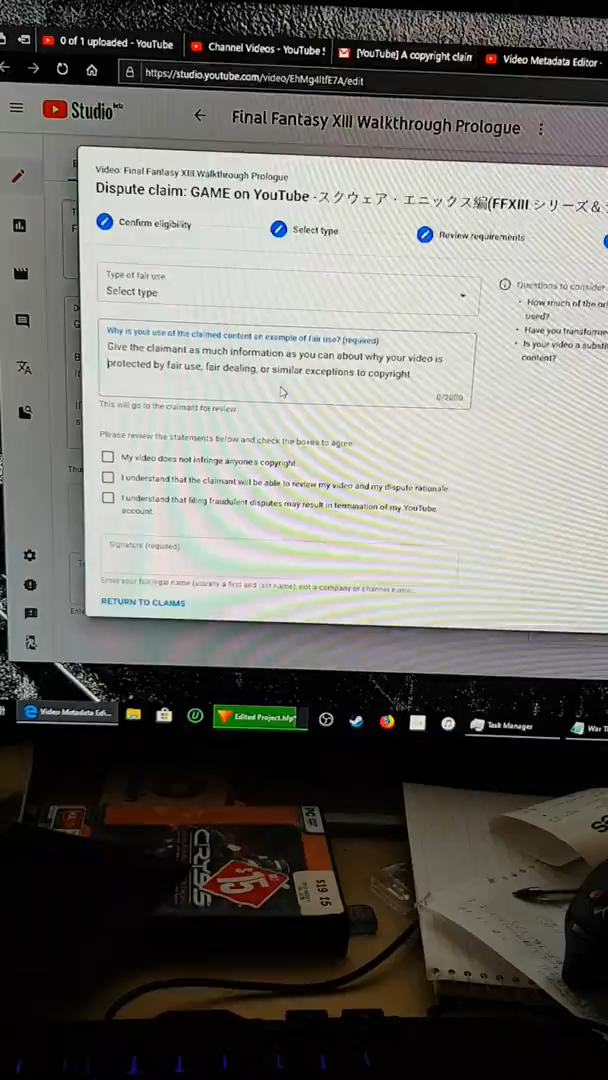 0 of 1 uploaded - YouTube
Channel Videos - YouTube S
[YouTube] A copyright claim
Video Metadata Editor -
https://studio.youtube.com/video/EhMg4ltfE7A/edit
Studio beta
Final Fantasy XIII Walkthrough Prologue
Video: Final Fantasy XIII Walkthrough Prologue
Dispute claim: GAME on YouTube -スクウェア・エニックス編(FFXIII シリーズ&
Confirm eligibility
Select type
Review requirements
Type of fair use
Select type
Questions to consider
How much of the or
used?
Have you transforme
Is your video a substit
content?
Why is your use of the claimed content an example of fair use? (required)
Give the claimant as much information as you can about why your video is
protected by fair use, fair dealing, or similar exceptions to copyright
0/2000
This will go to the claimant for review
Please review the statements below and check the boxes to agree
My video does not infringe anyones copyright
I understand that the claimant will be able to review my video and my dispute rationale
I understand that filing fraudulent disputes may result in termination of my YouTube
account.
Signature (required)
Enter your full legal name (usually a first and last name), not a company or channel name.
RETURN TO CLAIMS
Video Metadata Edi...
Edited Project.hfp*
Task Manager
War T
PC
CRYSIS
$15
$19.15